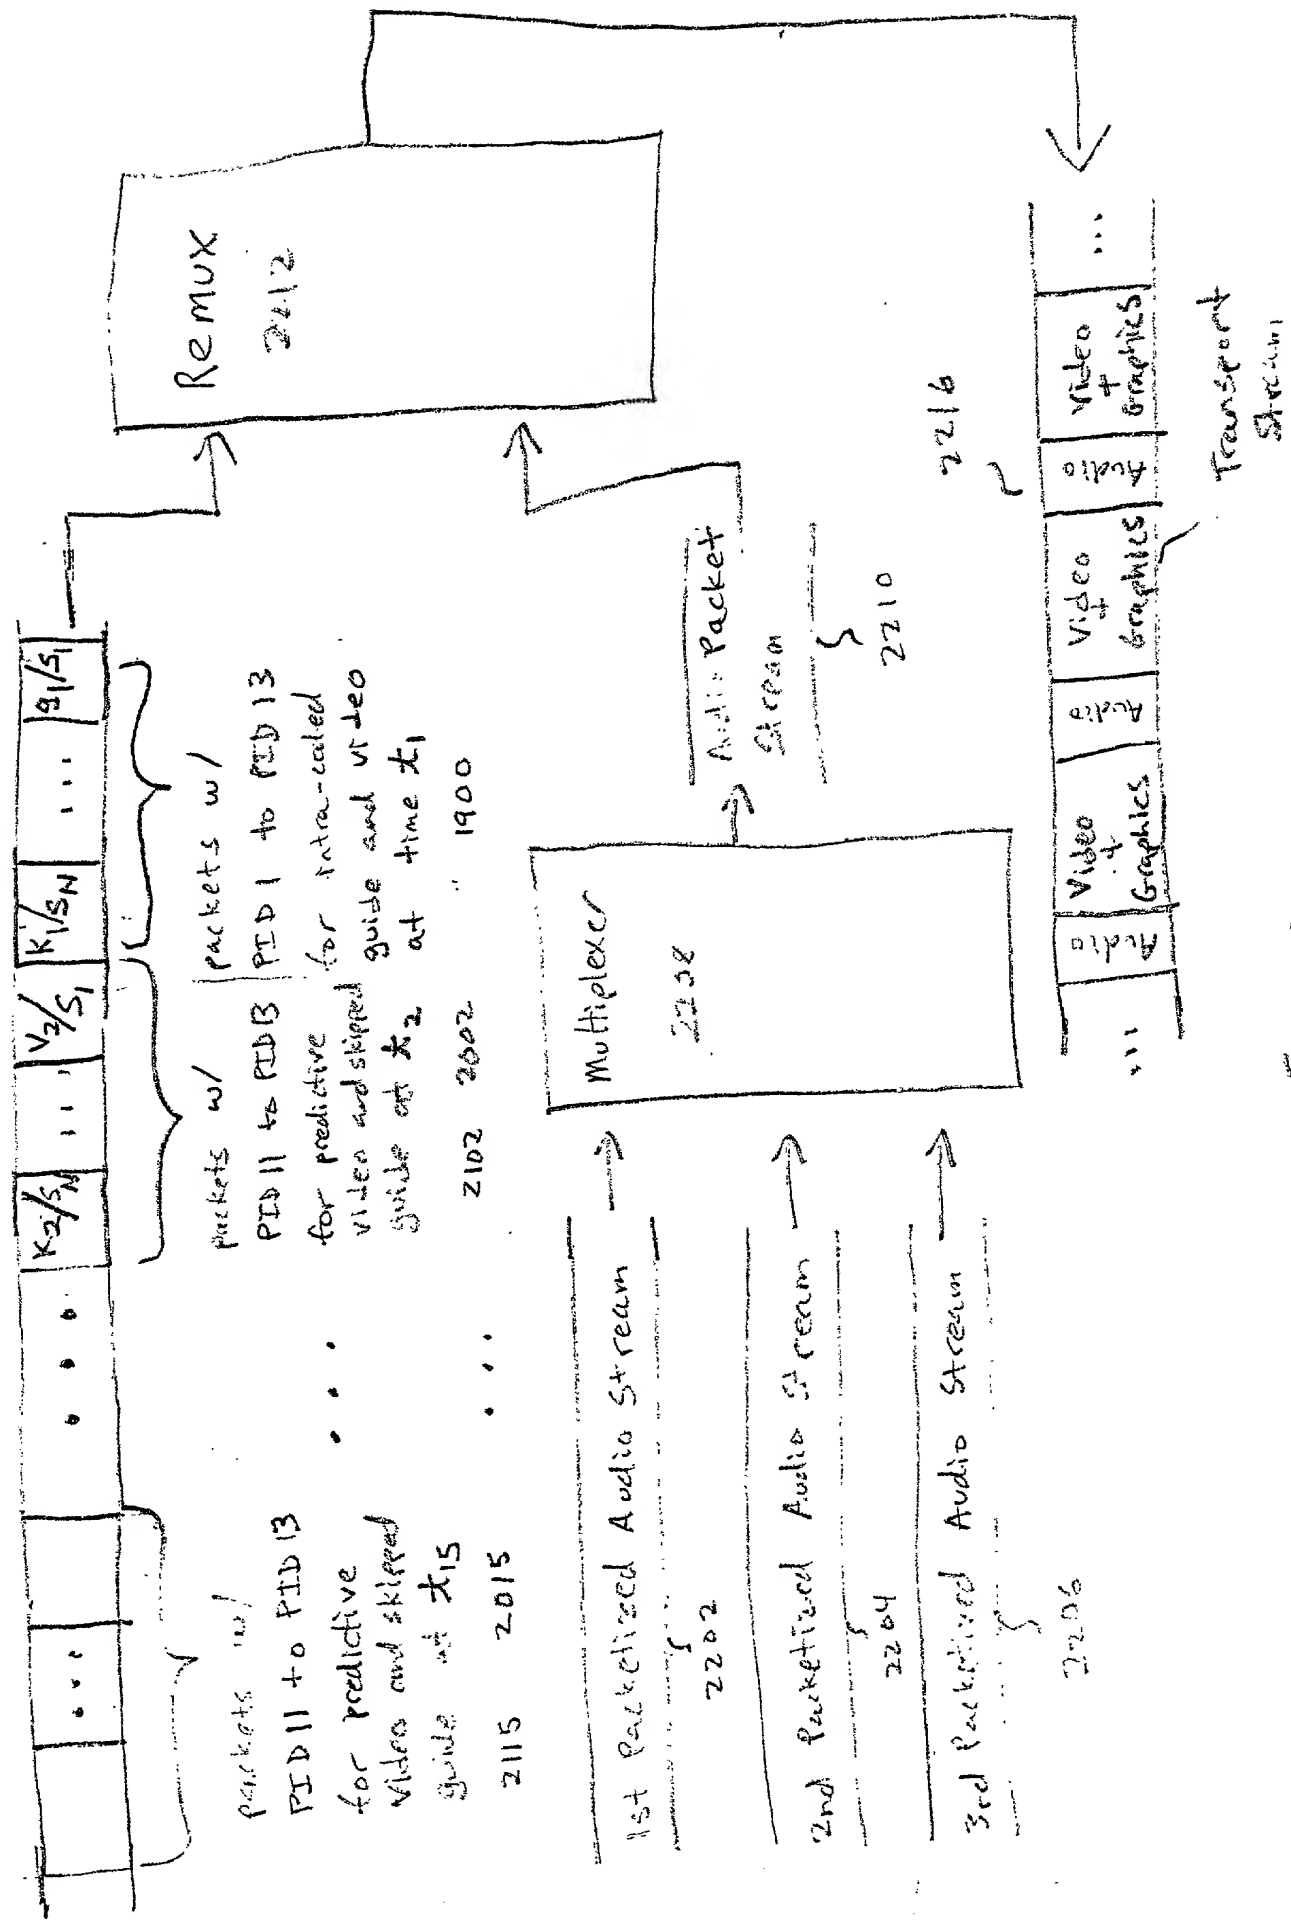 K2/SN
...
V2/S1
K1/SN
...
g1/S1
...
...
packets w/
PID 11 to PID 13
for predictive
video and skipped
guide at t15
2115 2015
...
...
packets w/
PID 11 to PID 13
for predictive
video and skipped
guide at t2
2102 2002
packets w/
PID 1 to PID 13
for intra-coded
guide and video
at time t1
1900
Remux
2212
1st Packetized Audio Stream
2202
2nd Packetized Audio Stream
2204
3rd Packetized Audio Stream
2206
Multiplexer
2208
Audio Packet
Stream
2210
2216
...
Audio
Video
+
Graphics
Audio
Video
+
Graphics
Audio
Video
+
Graphics
...
Transport
Stream